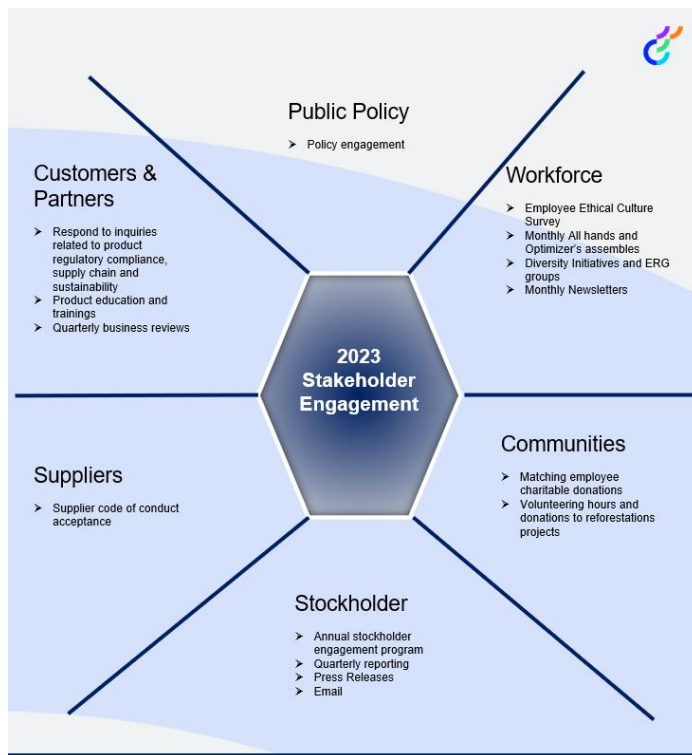 Public Policy
➢ Policy engagement
Customers &
Partners
➢ Respond to inquiries
related to product
regulatory compliance,
supply chain and
sustainability
➢ Product education and
trainings
➢ Quarterly business reviews
Workforce
➢ Employee Ethical Culture
Survey
➢ Monthly All hands and
Optimizer's assembles
➢ Diversity Initiatives and ERG
groups
➢ Monthly Newsletters
2023
Stakeholder
Engagement
Suppliers
➢ Supplier code of conduct
acceptance
Communities
➢ Matching employee
charitable donations
➢ Volunteering hours and
donations to reforestations
projects
Stockholder
➢ Annual stockholder
engagement program
➢ Quarterly reporting
➢ Press Releases
➢ Email